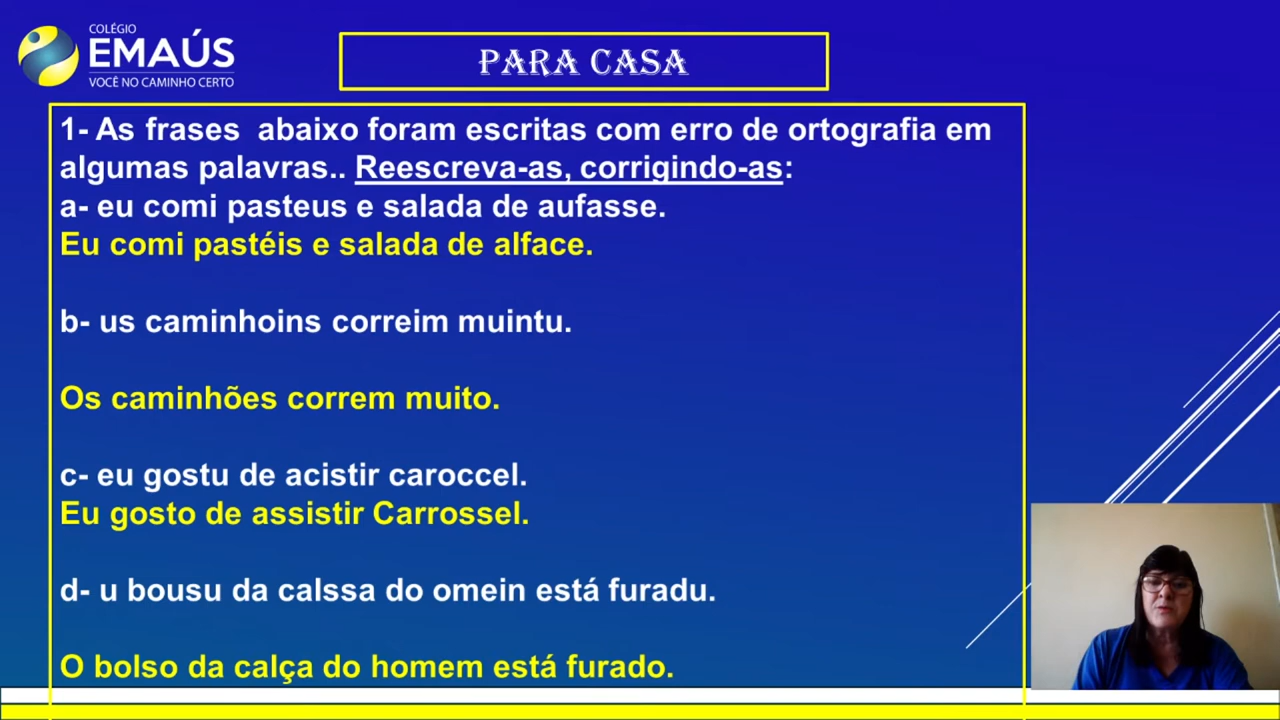 COLÉGIO
EMAÚS
VOCÊ NO CAMINHO CERTO
PARA CASA
1- As frases  abaixo foram escritas com erro de ortografia em
algumas palavras.. Reescreva-as, corrigindo-as:
a- eu comi pasteus e salada de aufasse.
Eu comi pastéis e salada de alface.
b- us caminhoins correim muintu.
Os caminhões correm muito.
c- eu gostu de acistir caroccel.
Eu gosto de assistir Carrossel.
d- u bousu da calssa do omein está furadu.
O bolso da calça do homem está furado.